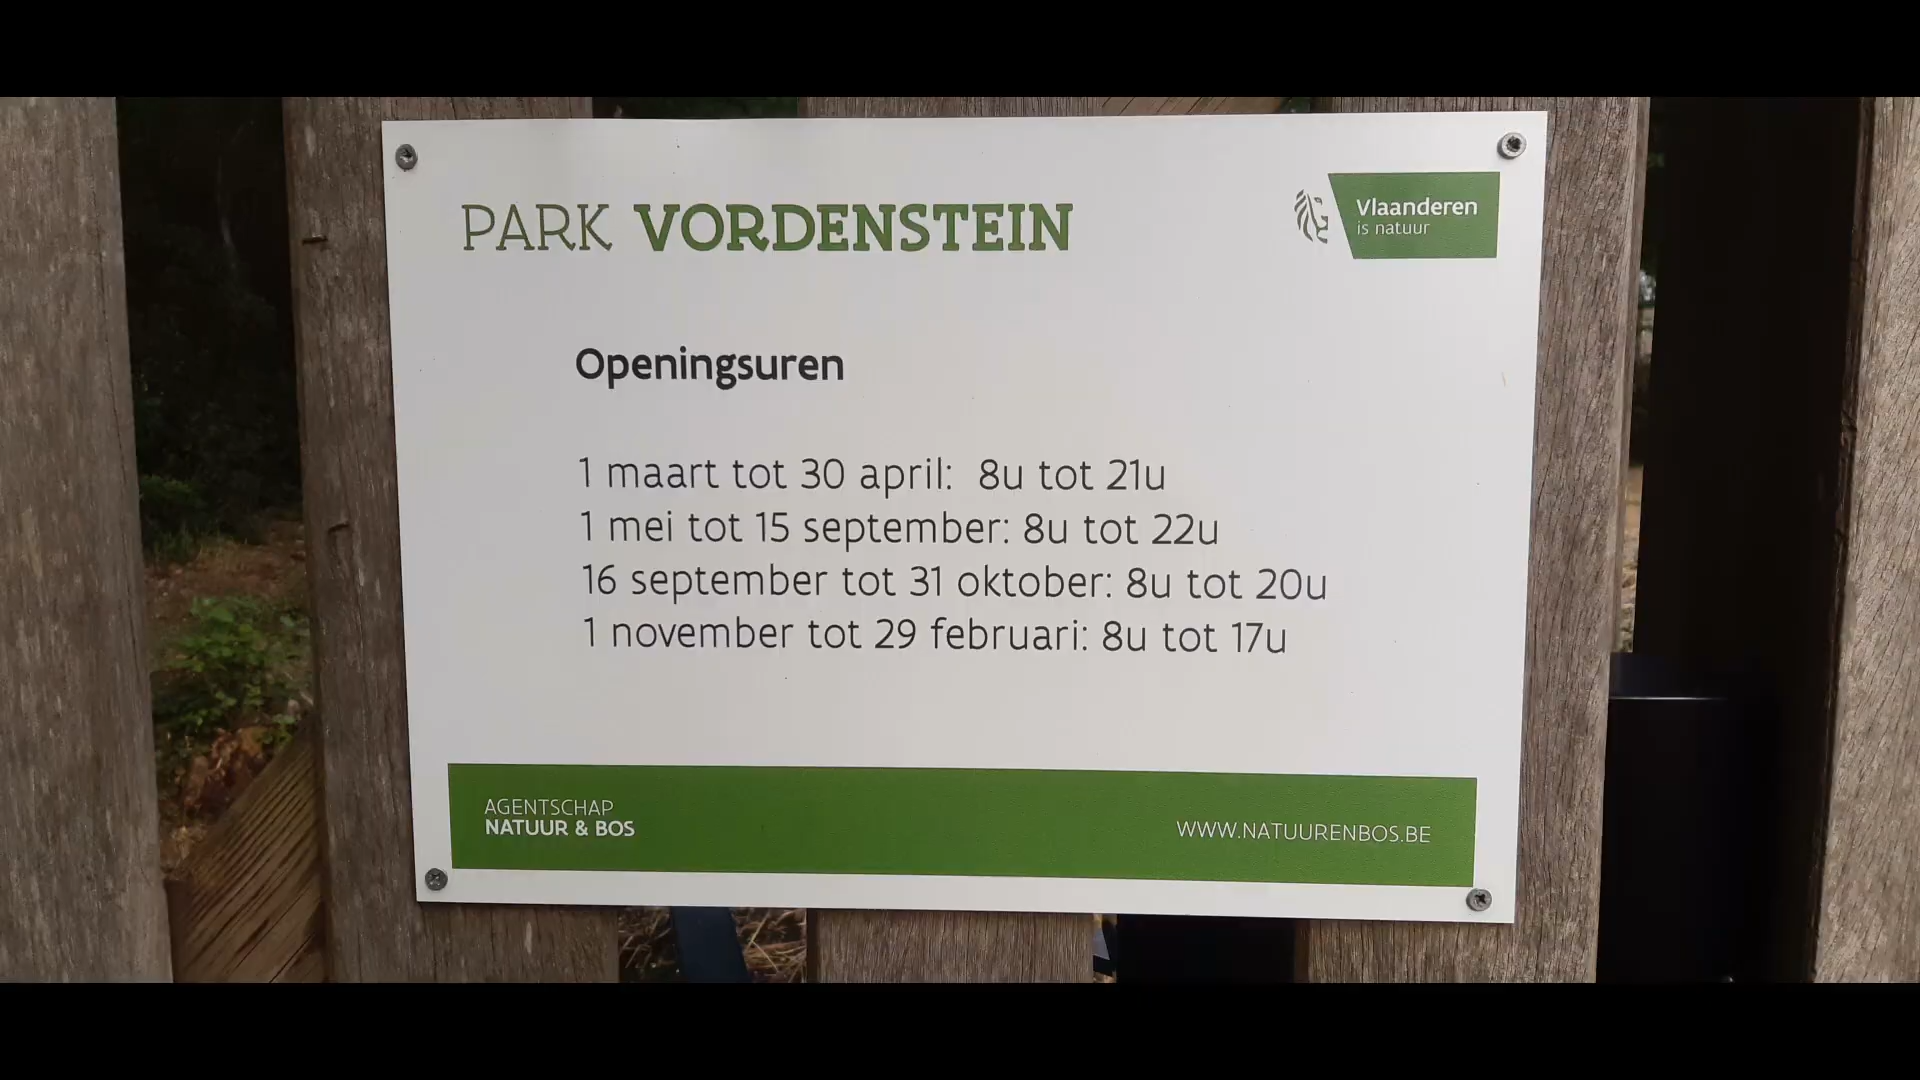 PARK VORDENSTEIN
Vlaanderen
is natuur
Openingsuren
1 maart tot 30 april: 8u tot 21u
1 mei tot 15 september: 8u tot 22u
16 september tot 31 oktober: 8u tot 20u
1 november tot 29 februari: 8u tot 17u
AGENTSCHAP
NATUUR & BOS
WWW.NATUURENBOS.BE